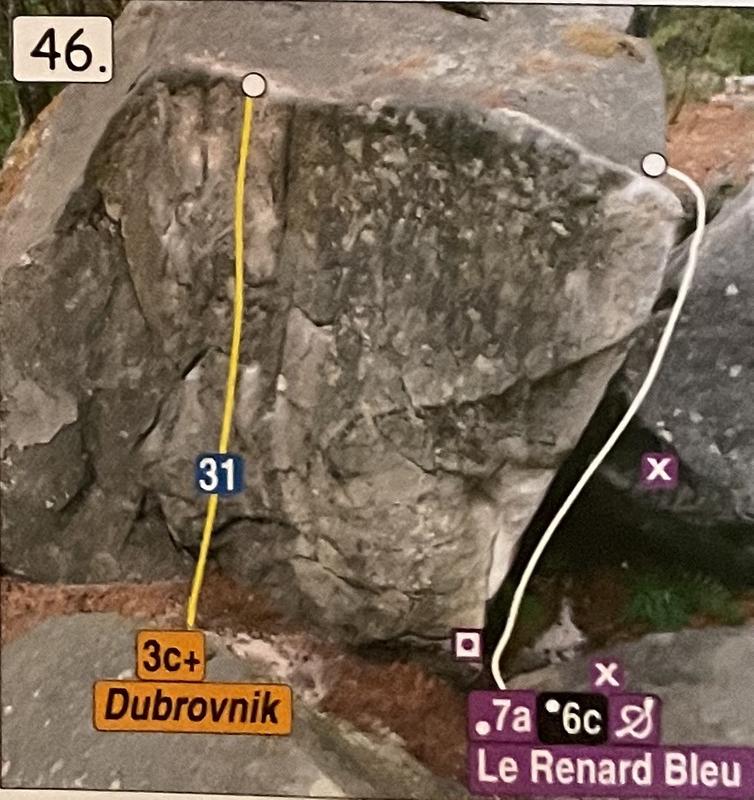 46.
31
X
3c+
X
Dubrovnik
.7a •6c
Le Renard Bleu